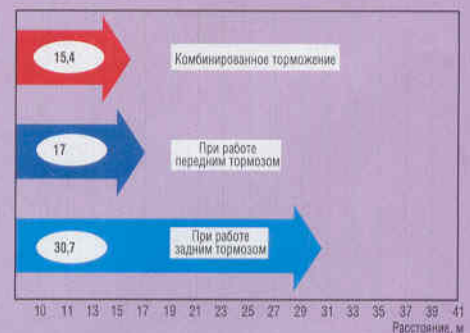 15,4
Комбинированное торможение
17
При работе
передним тормозом
30,7
При работе
задним тормозом
10 11 13 15 17 19 21 23 25 27 29 31 33 35 37 39 41
Расстояние, м